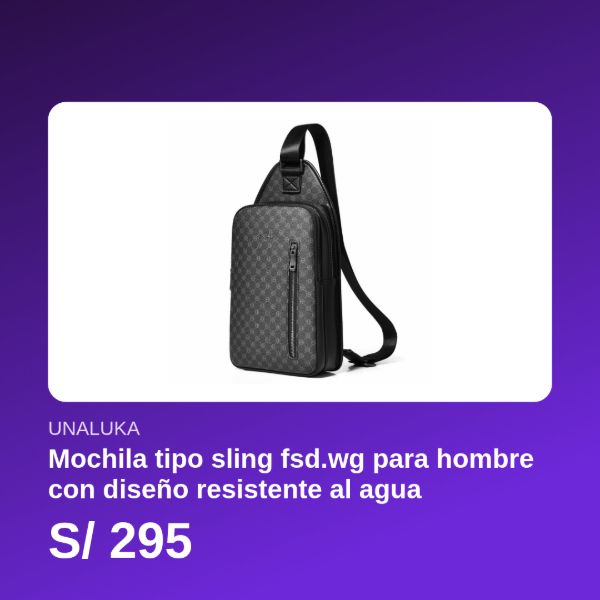 UNALUKA
Mochila tipo sling fsd.wg para hombre
con diseño resistente al agua
S/ 295